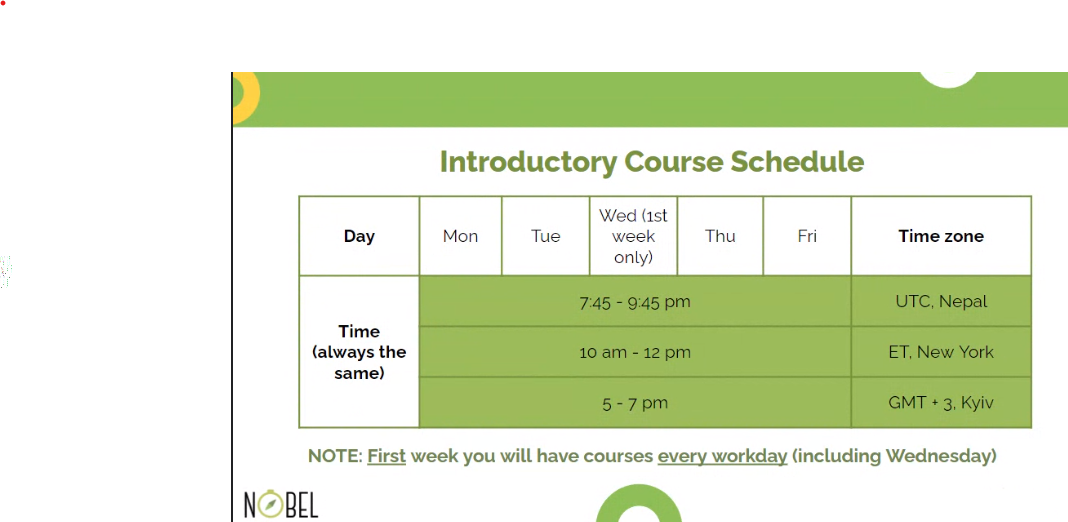 Introductory Course Schedule
Day
Mon
Tue
Wed (1st
week
only)
Thu
Fri
Time zone
Time
(always the
same)
7:45 - 9:45 pm
UTC, Nepal
10 am - 12 pm
ET, New York
5 - 7 pm
GMT + 3, Kyiv
NOTE: First week you will have courses every workday (including Wednesday)
NOBEL